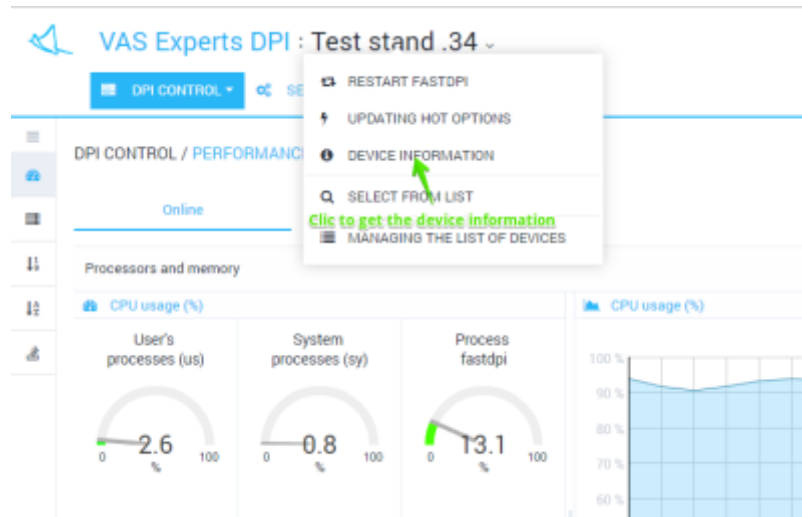 VAS Experts DPI : Test stand .34
DPI CONTROL
SE
RESTART FASTDPI
UPDATING HOT OPTIONS
DEVICE INFORMATION
SELECT FROM LIST
Clic to get the device information
MANAGING THE LIST OF DEVICES
DPI CONTROL / PERFORMANC
Online
Processors and memory
CPU usage (%)
User's
processes (us)
2.6
0
100
%
System
processes (sy)
0.8
0
100
%
Process
fastdpi
13.1
0
100
%
CPU usage (%)
100 %
90 %
80 %
70 %
60 %